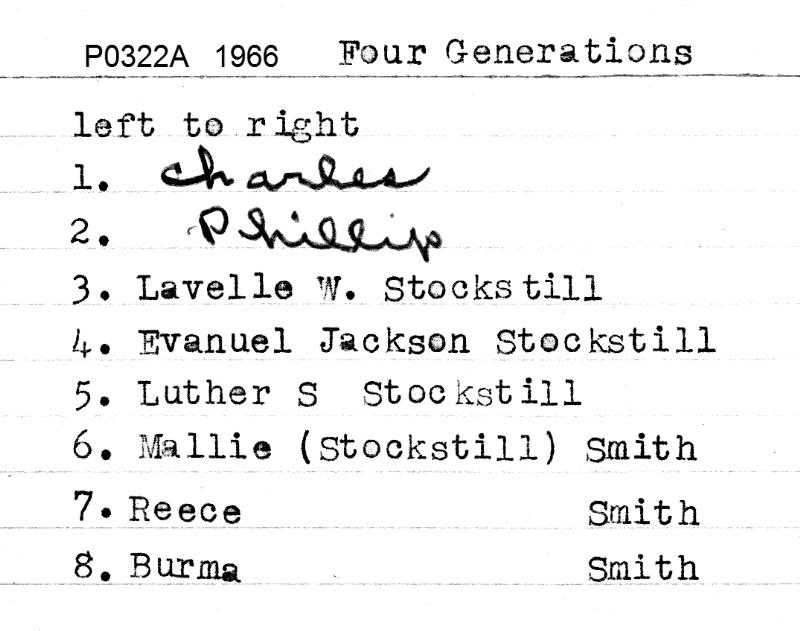 P0322A 1966 Four Generations
left to right
1. Charles
2. Phillip
3. Lavelle W. Stockstill
4. Evanuel Jackson Stockstill
5. Luther S Stockstill
6. Mallie (Stockstill) Smith
7. Reece Smith
8. Burma Smith